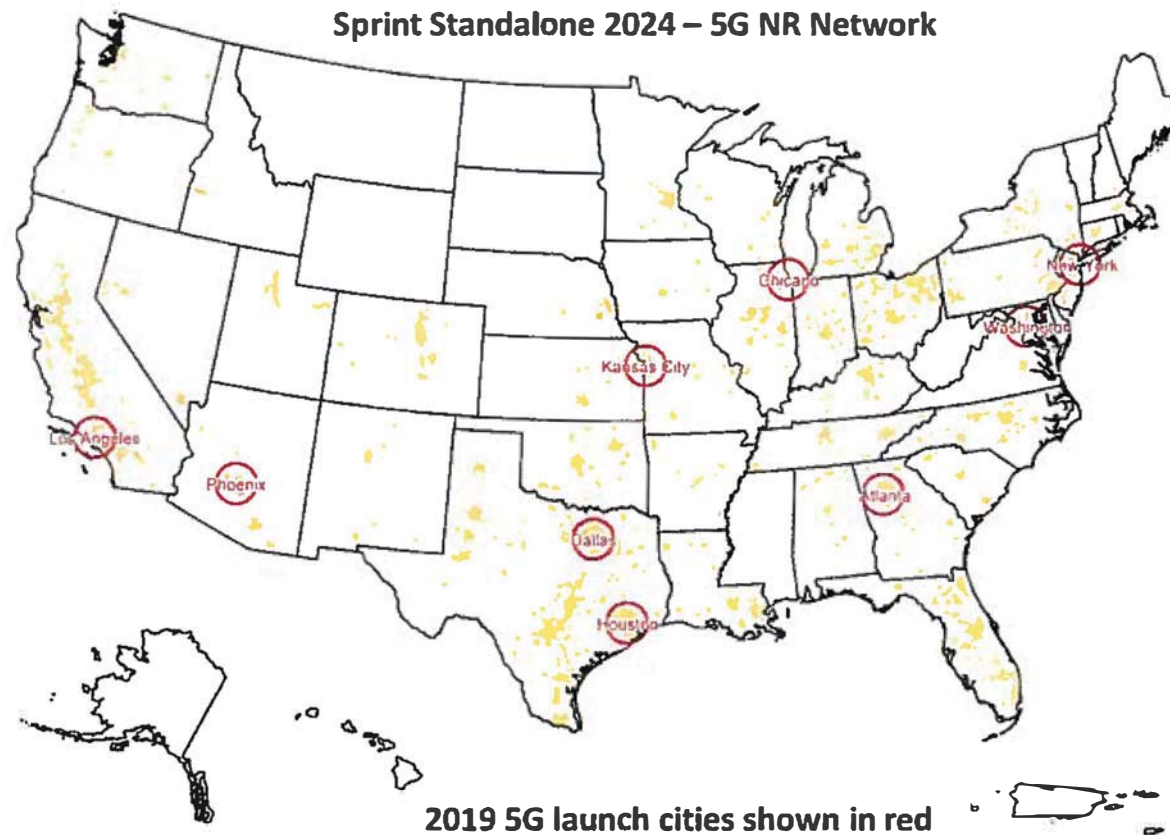 Sprint Standalone 2024 – 5G NR Network
New York
Chicago
Washington
Kansas City
Los Angeles
Phoenix
Atlanta
Dallas
Houston
2019 5G launch cities shown in red